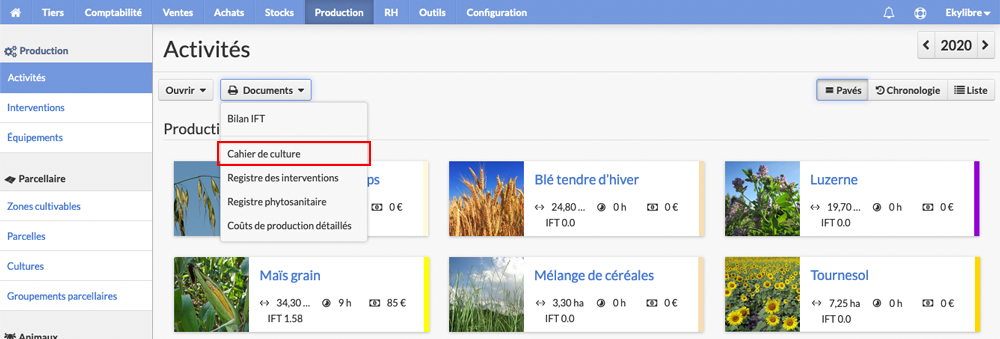 Tiers Comptabilité Ventes Achats Stocks Production RH Outils Configuration Ekylibre
Production
Activités
Interventions
Équipements
Parcellaire
Zones cultivables
Parcelles
Cultures
Groupements parcellaires
Animaux
Activités
2020
Ouvrir
Documents
Pavés
Chronologie
Liste
Bilan IFT
Cahier de culture
Registre des interventions
Registre phytosanitaire
Coûts de production détaillés
Producti
ps
0 €
Blé tendre d'hiver
24,80 ... 0 h 0 €
IFT 0.0
Luzerne
19,70 ... 0 h 0 €
IFT 0.0
Maïs grain
34,30 ... 9 h 85 €
IFT 1.58
Mélange de céréales
3,30 ha 0 h 0 €
IFT 0.0
Tournesol
7,25 ha 0 h 0 €
IFT 0.0